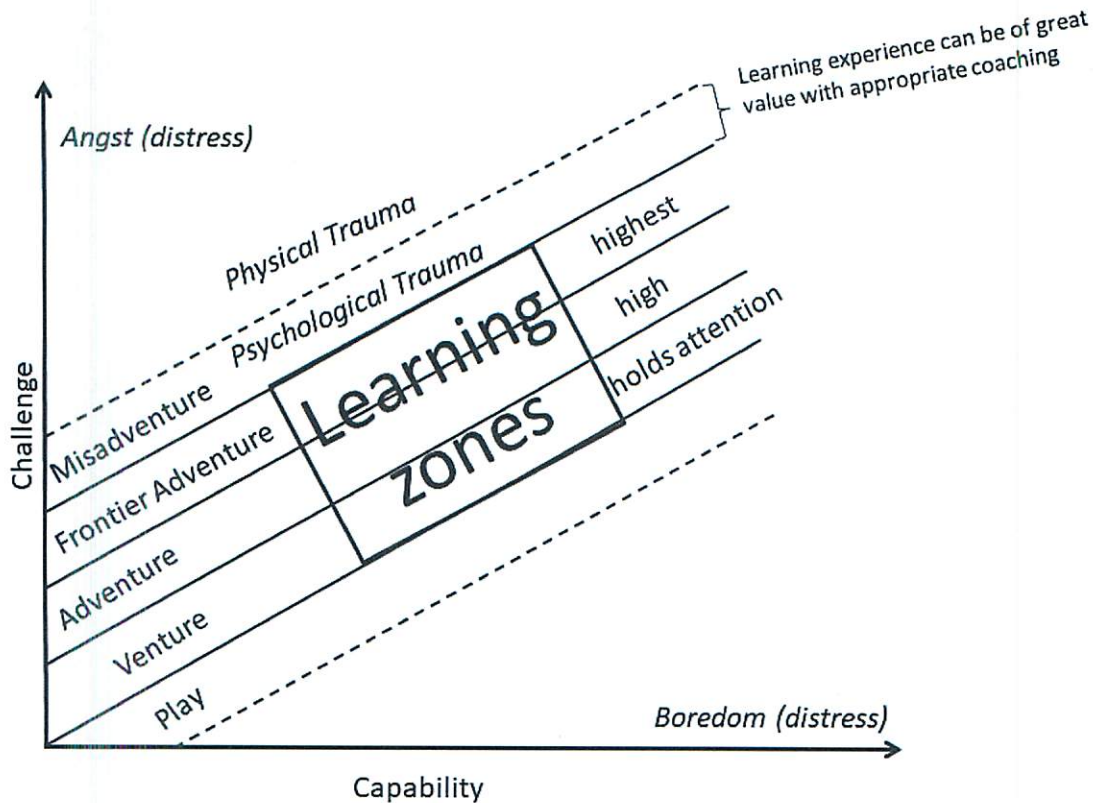 Learning experience can be of great
value with appropriate coaching
Angst (distress)
Physical Trauma
Psychological Trauma
highest
high
holds attention
Learning
zones
Challenge
Misadventure
Frontier Adventure
Adventure
Venture
Play
Boredom (distress)
Capability